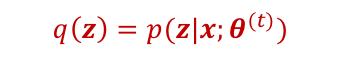 q(z) = p(z|x; θ^(t))